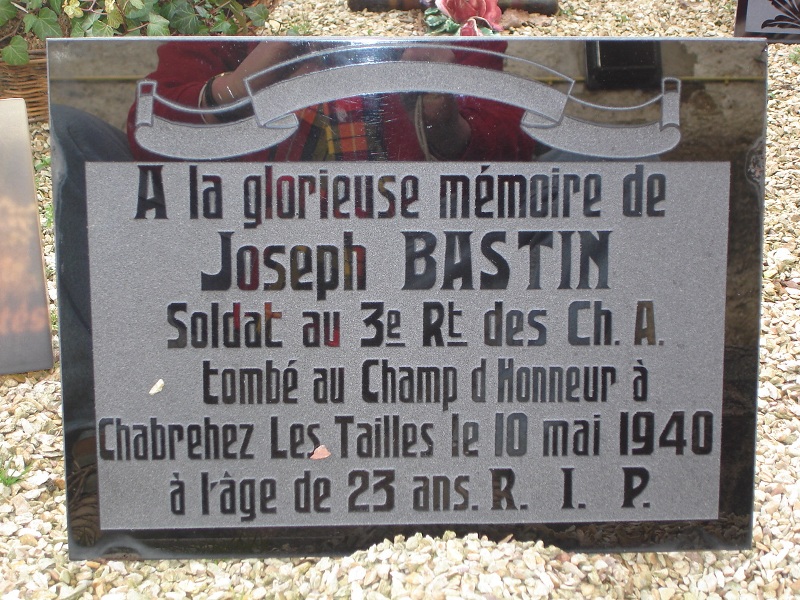 A la glorieuse mémoire de
Joseph BASTIN
Soldat au 3e Rt des Ch. A.
tombé au Champ d'Honneur à
Chabrehez Les Tailles le 10 mai 1940
à l'âge de 23 ans. R. I. P.